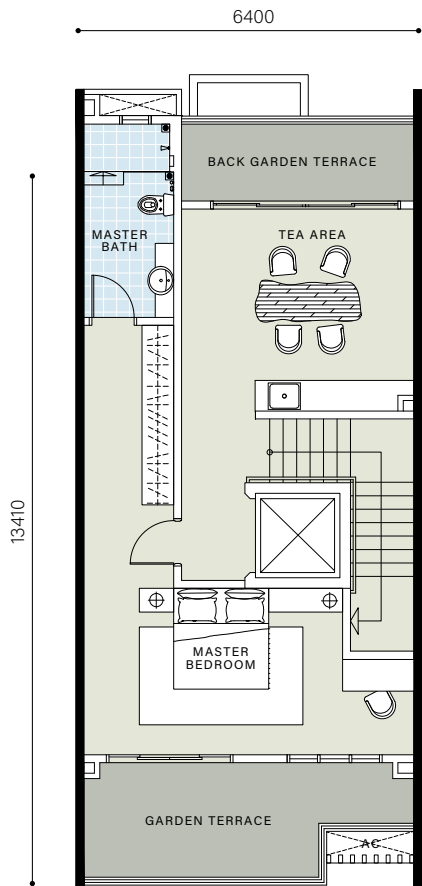 6400
BACK GARDEN TERRACE
MASTER
BATH
TEA AREA
13410
MASTER
BEDROOM
GARDEN TERRACE
AC